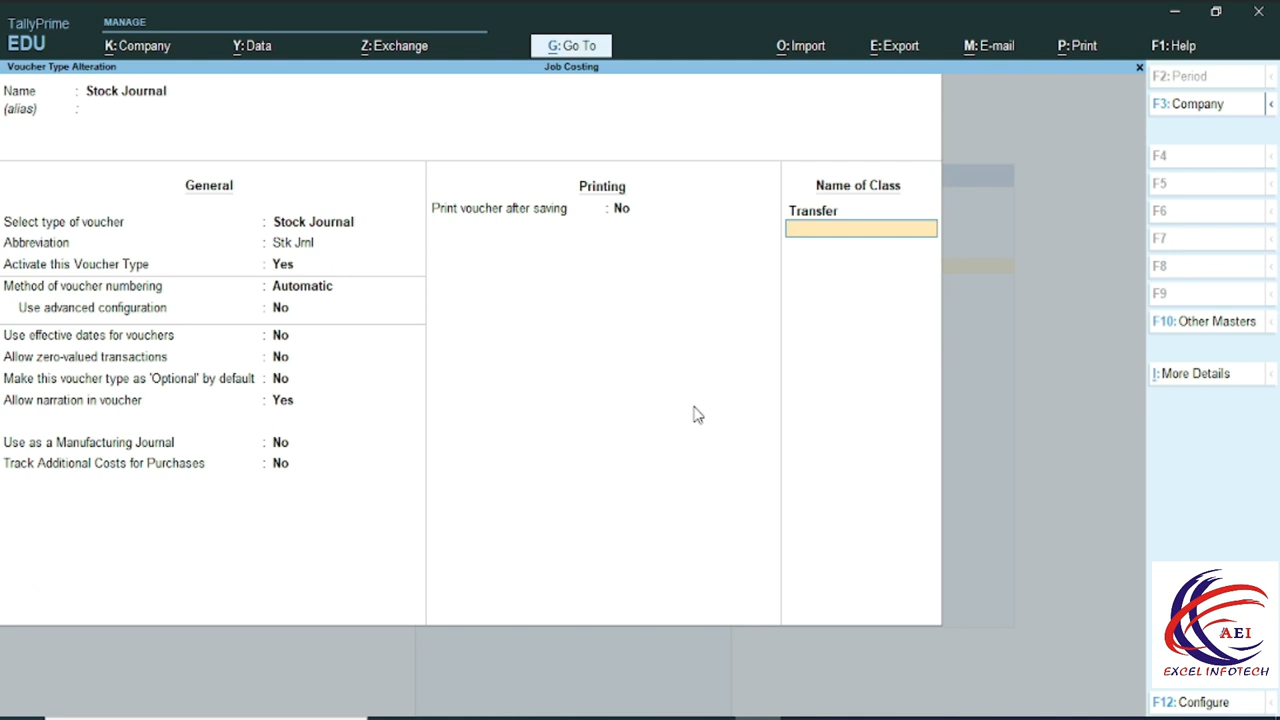 TallyPrime
MANAGE
EDU
K: Company
Y: Data
Z: Exchange
G: Go To
O: Import
E: Export
M: E-mail
P: Print
F1: Help
Voucher Type Alteration
Job Costing
×
Name : Stock Journal
(alias) :
General
Select type of voucher : Stock Journal
Abbreviation : Stk Jrnl
Activate this Voucher Type : Yes
Method of voucher numbering : Automatic
Use advanced configuration : No
Use effective dates for vouchers : No
Allow zero-valued transactions : No
Make this voucher type as 'Optional' by default : No
Allow narration in voucher : Yes
Use as a Manufacturing Journal : No
Track Additional Costs for Purchases : No
Printing
Print voucher after saving : No
Name of Class
Transfer
F2: Period
F3: Company
F4
F5
F6
F7
F8
F9
F10: Other Masters
I: More Details
AEI
EXCEL INFOTECH
F12: Configure